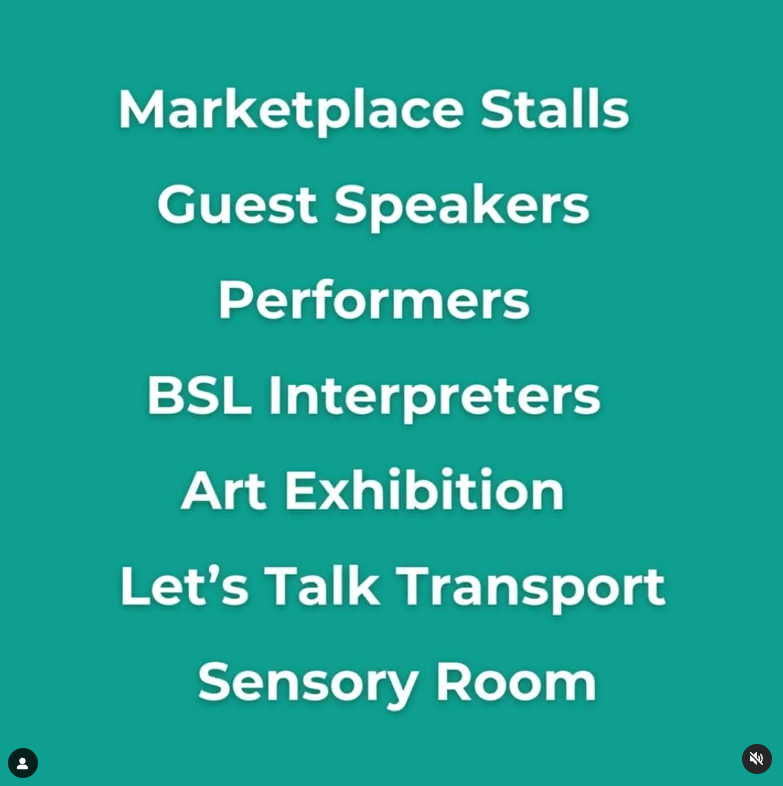 Marketplace Stalls
Guest Speakers
Performers
BSL Interpreters
Art Exhibition
Let’s Talk Transport
Sensory Room